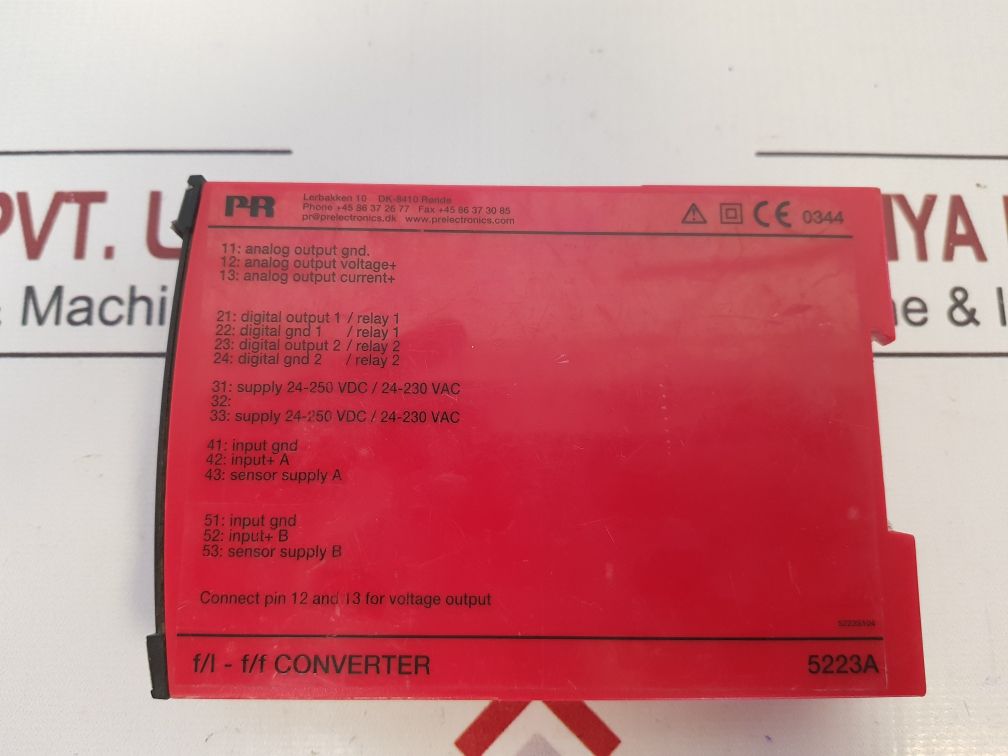 PR
Lerbakken 10 DK-8410 Rønde
Phone +45 86 37 26 77 Fax +45 86 37 30 85
pr@prelectronics.dk www.prelectronics.com
CE 0344
11: analog output gnd.
12: analog output voltage+
13: analog output current+
21: digital output 1 / relay 1
22: digital gnd 1 / relay 1
23: digital output 2 / relay 2
24: digital gnd 2 / relay 2
31: supply 24-250 VDC / 24-230 VAC
32:
33: supply 24-250 VDC / 24-230 VAC
41: input gnd
42: input+ A
43: sensor supply A
51: input gnd
52: input+ B
53: sensor supply B
Connect pin 12 and 13 for voltage output
5223S104
f/I - f/f CONVERTER 5223A
PVT.
& Machin
IYA
ne & I